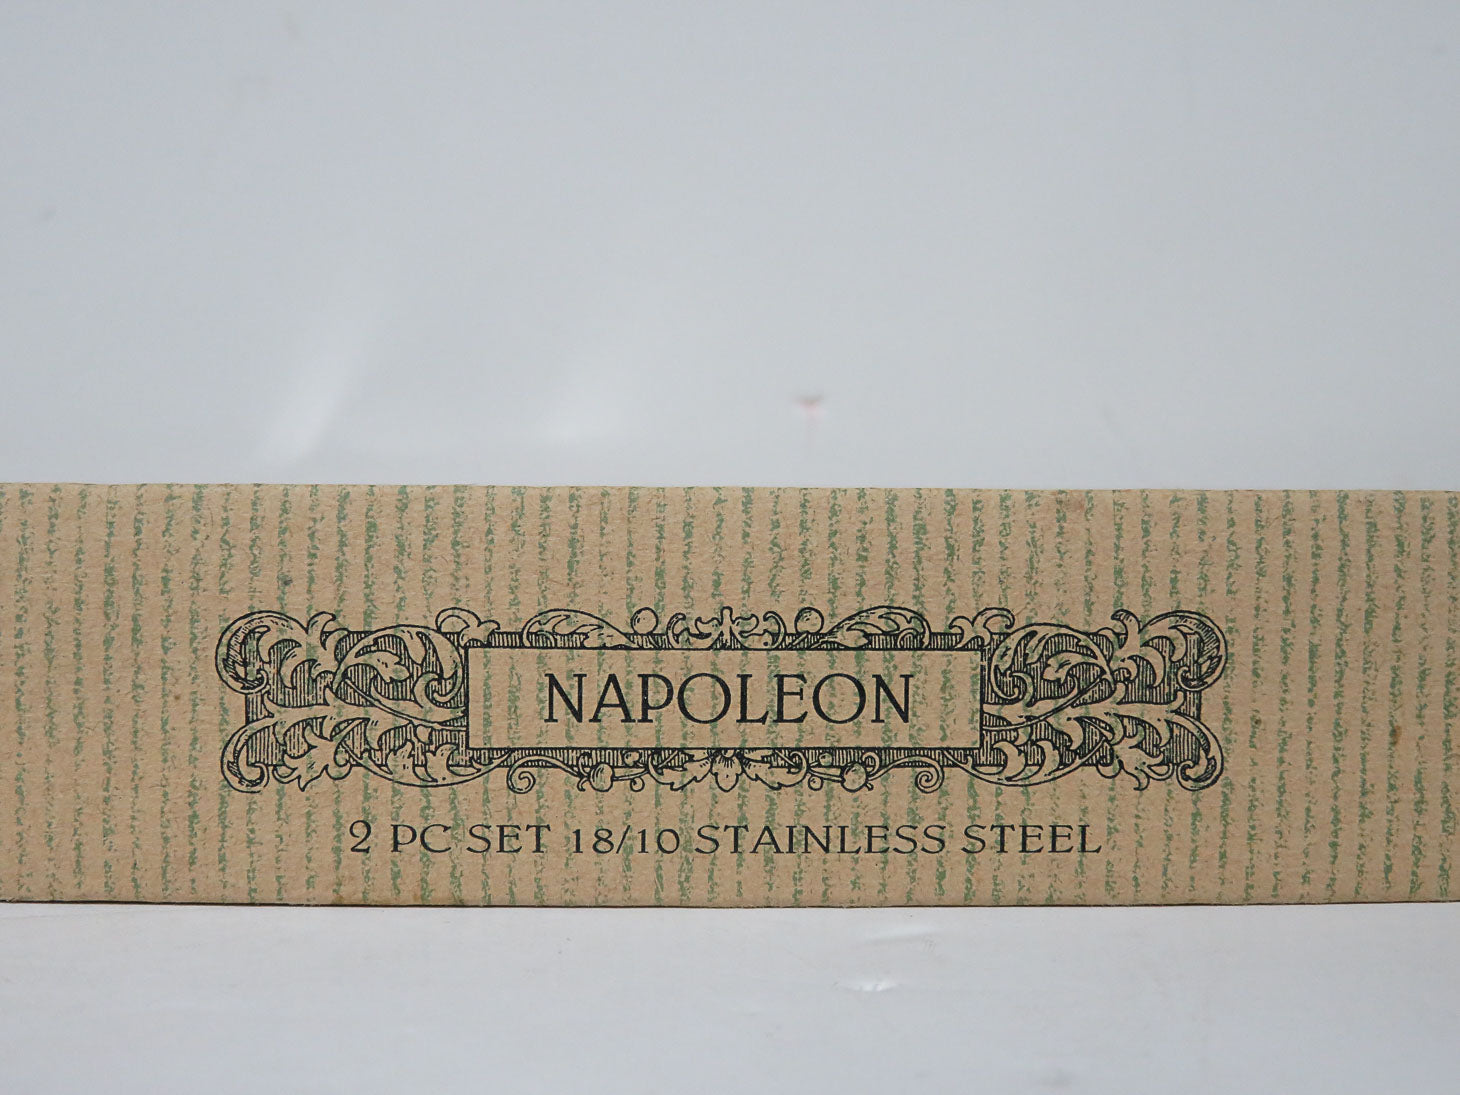 NAPOLEON
2 PC SET 18/10 STAINLESS STEEL